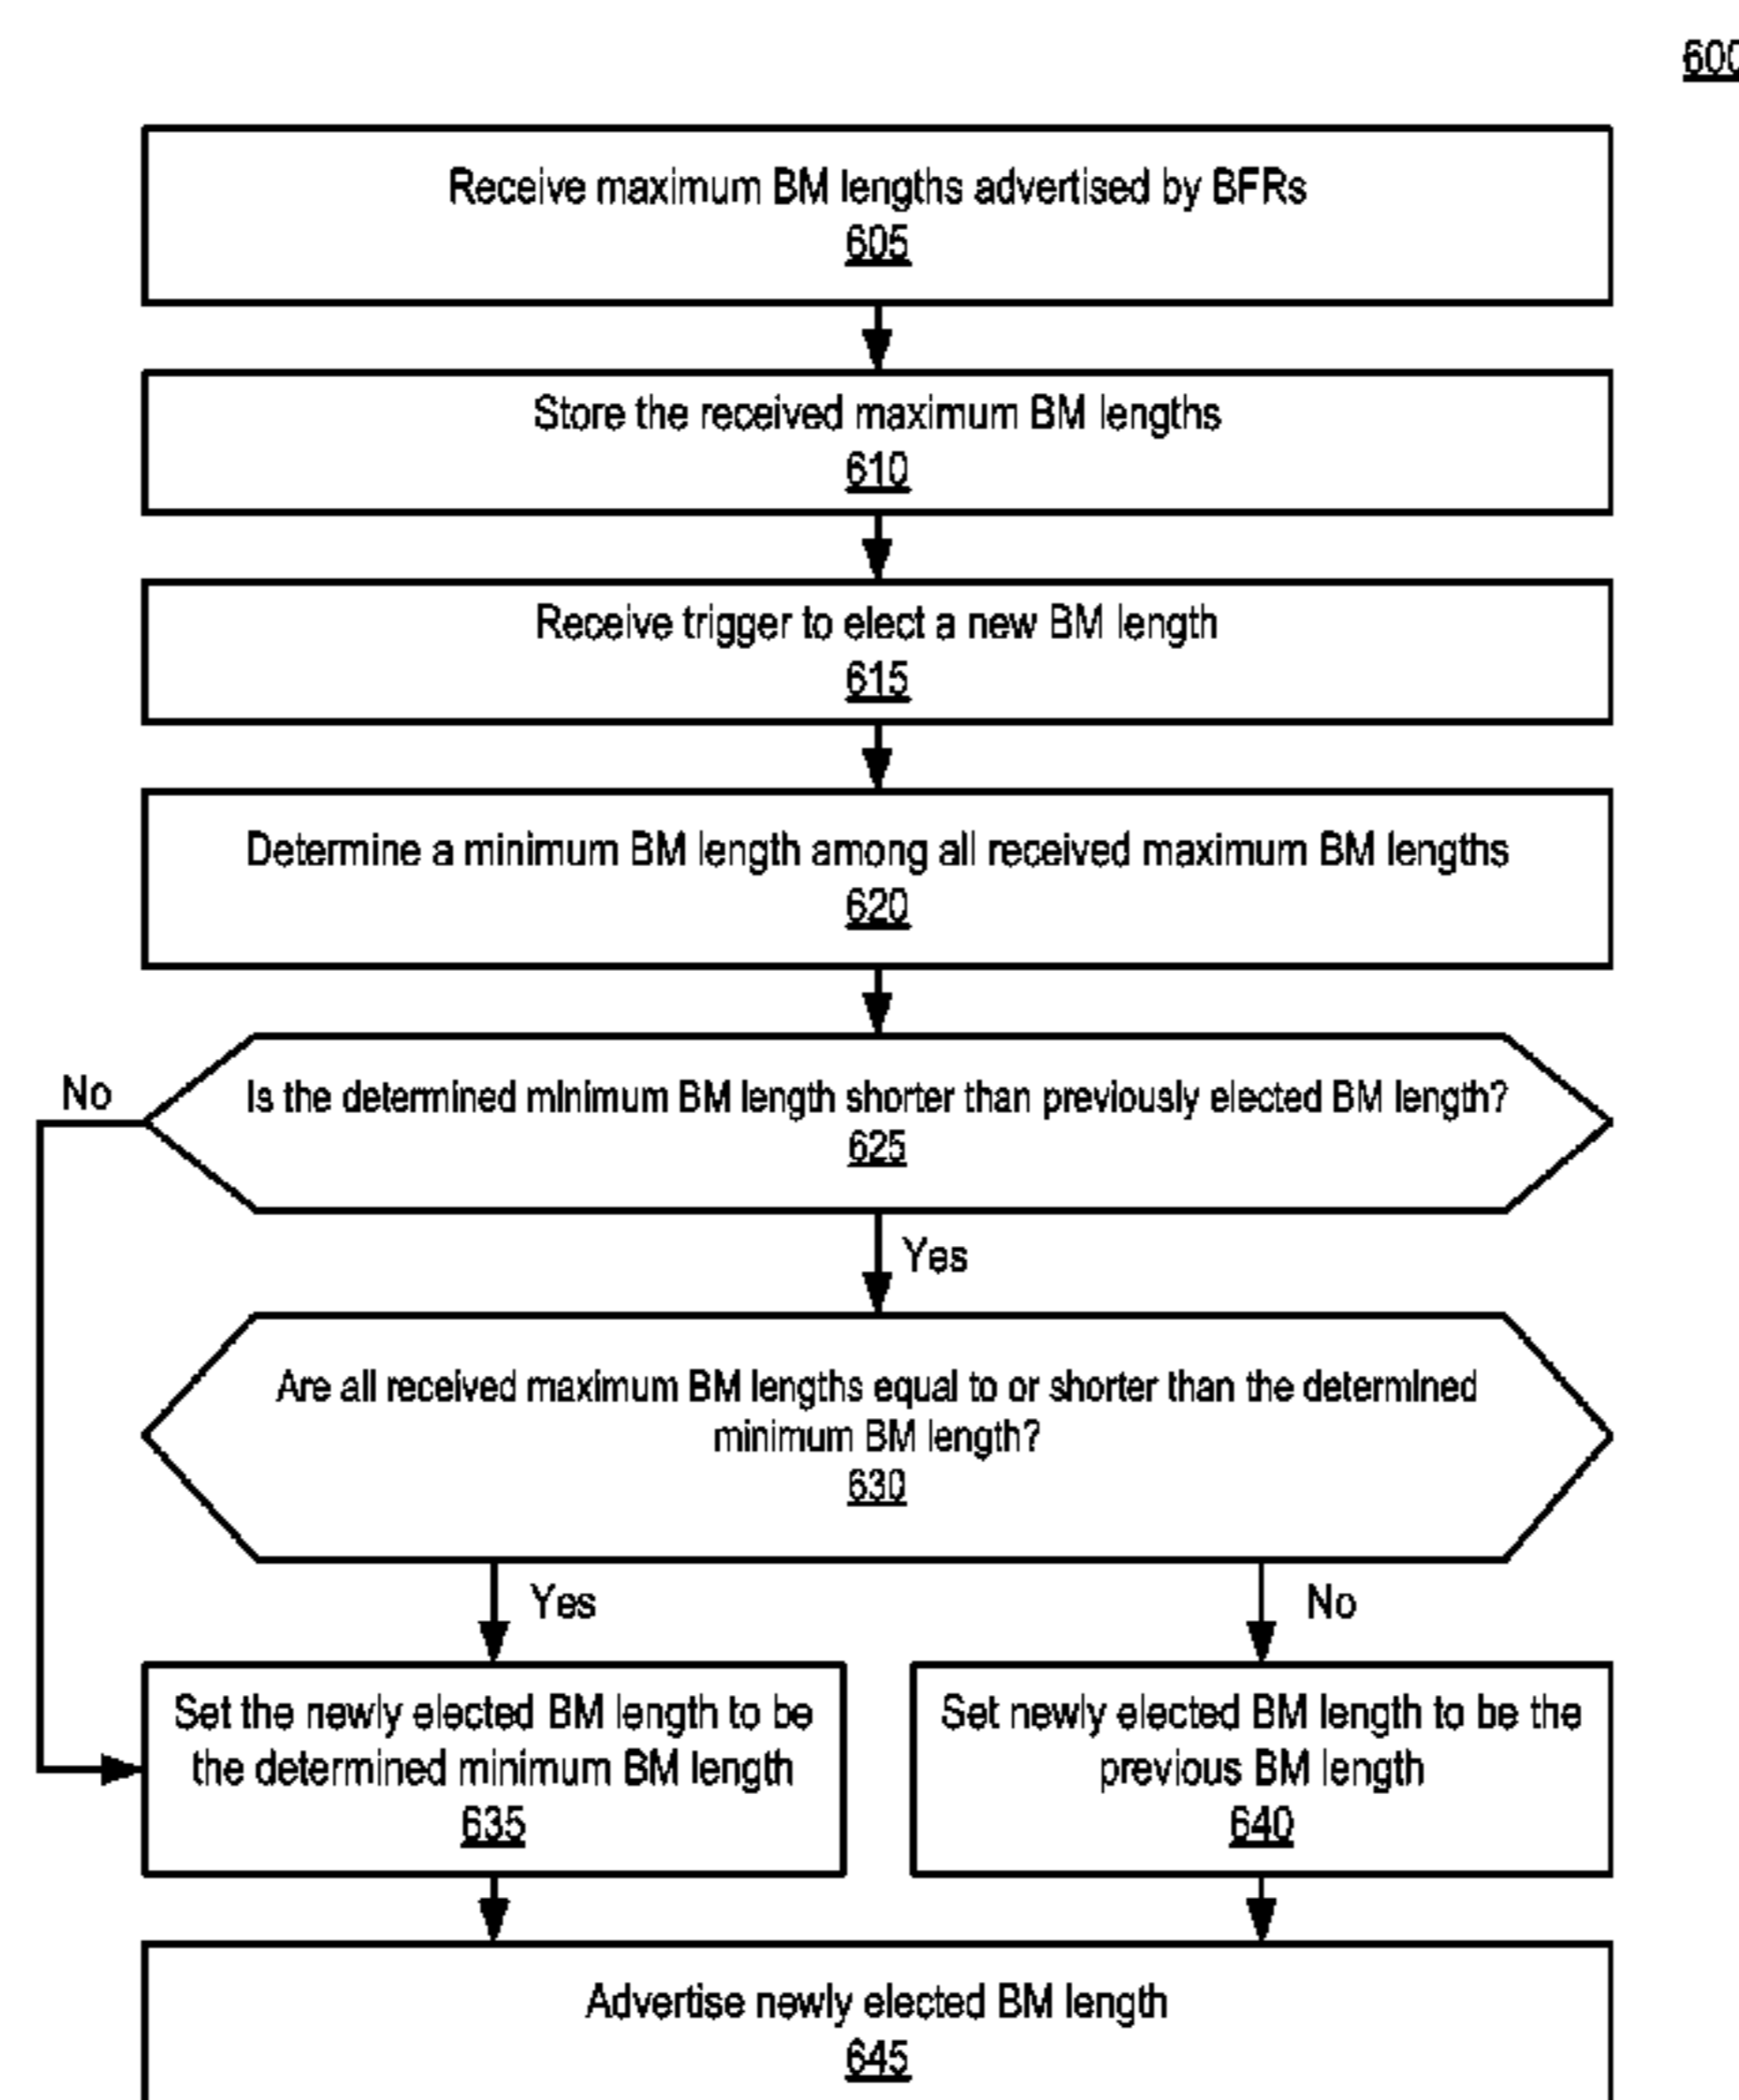 600
Receive maximum BM lengths advertised by BFRs
605
Store the received maximum BM lengths
610
Receive trigger to elect a new BM length
615
Determine a minimum BM length among all received maximum BM lengths
620
No
Is the determined minimum BM length shorter than previously elected BM length?
625
Yes
Are all received maximum BM lengths equal to or shorter than the determined
minimum BM length?
630
Yes
No
Set the newly elected BM length to be
the determined minimum BM length
635
Set newly elected BM length to be the
previous BM length
640
Advertise newly elected BM length
645